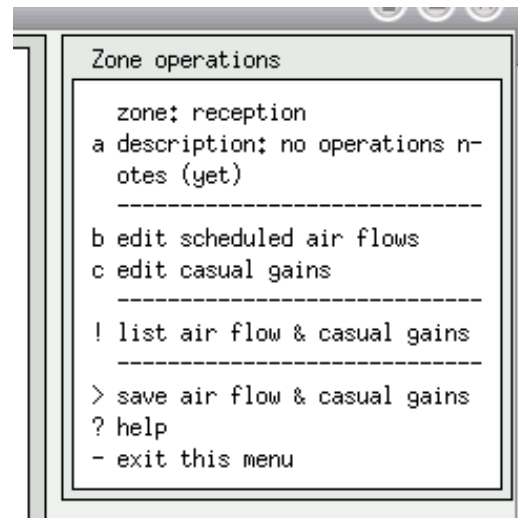 Zone operations
zone: reception
a description: no operations n-
otes (yet)
-----------------------------
b edit scheduled air flows
c edit casual gains
-----------------------------
! list air flow & casual gains
-----------------------------
> save air flow & casual gains
? help
- exit this menu